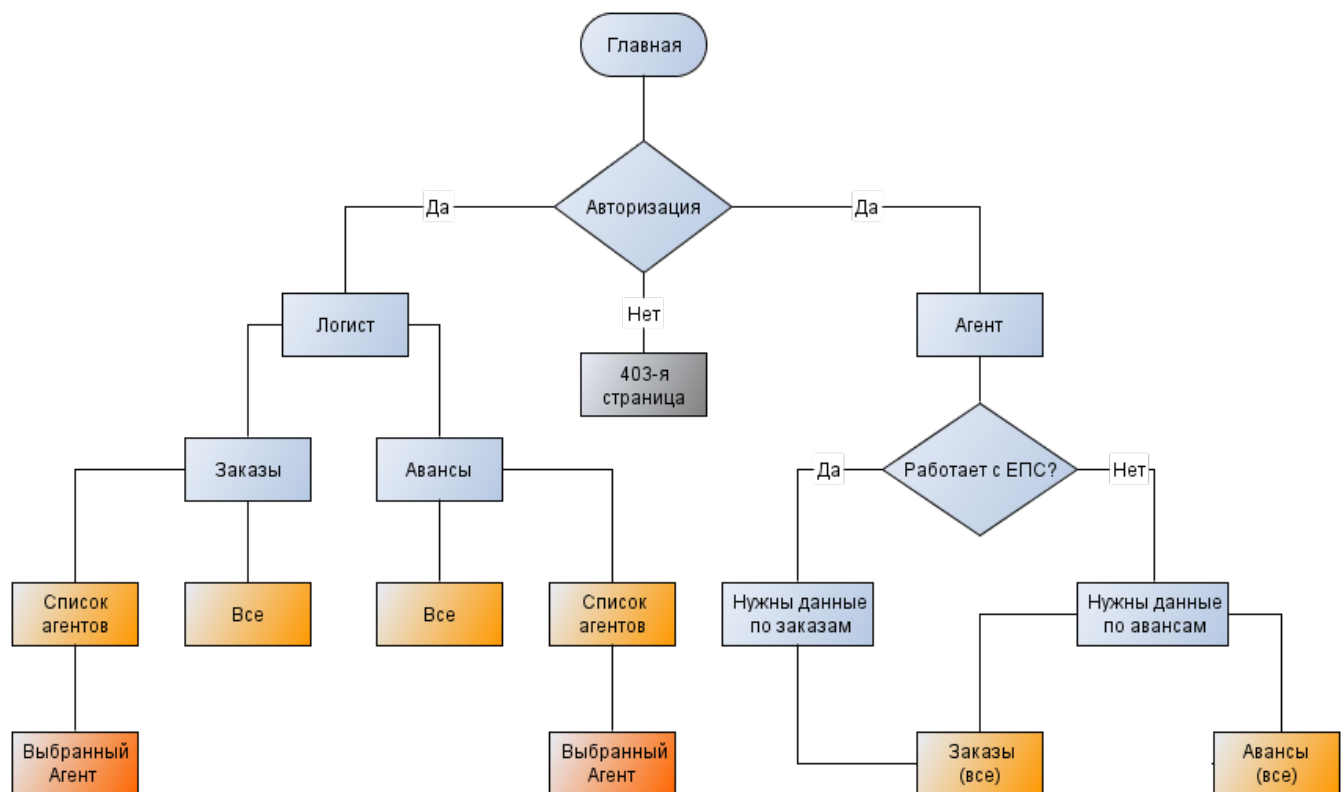 Главная
Авторизация
Да
Да
Нет
Логист
Агент
403-я
страница
Заказы
Авансы
Работает с ЕПС?
Да
Нет
Список
агентов
Все
Все
Список
агентов
Нужны данные
по заказам
Нужны данные
по авансам
Выбранный
Агент
Выбранный
Агент
Заказы
(все)
Авансы
(все)